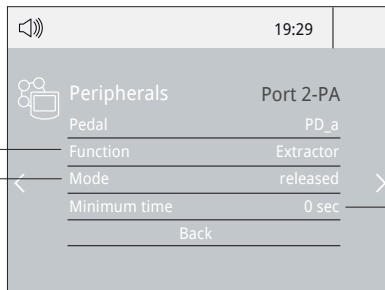 19:29
Peripherals Port 2-PA
Pedal PD_a
Function Extractor
Mode released
Minimum time 0 sec
Back